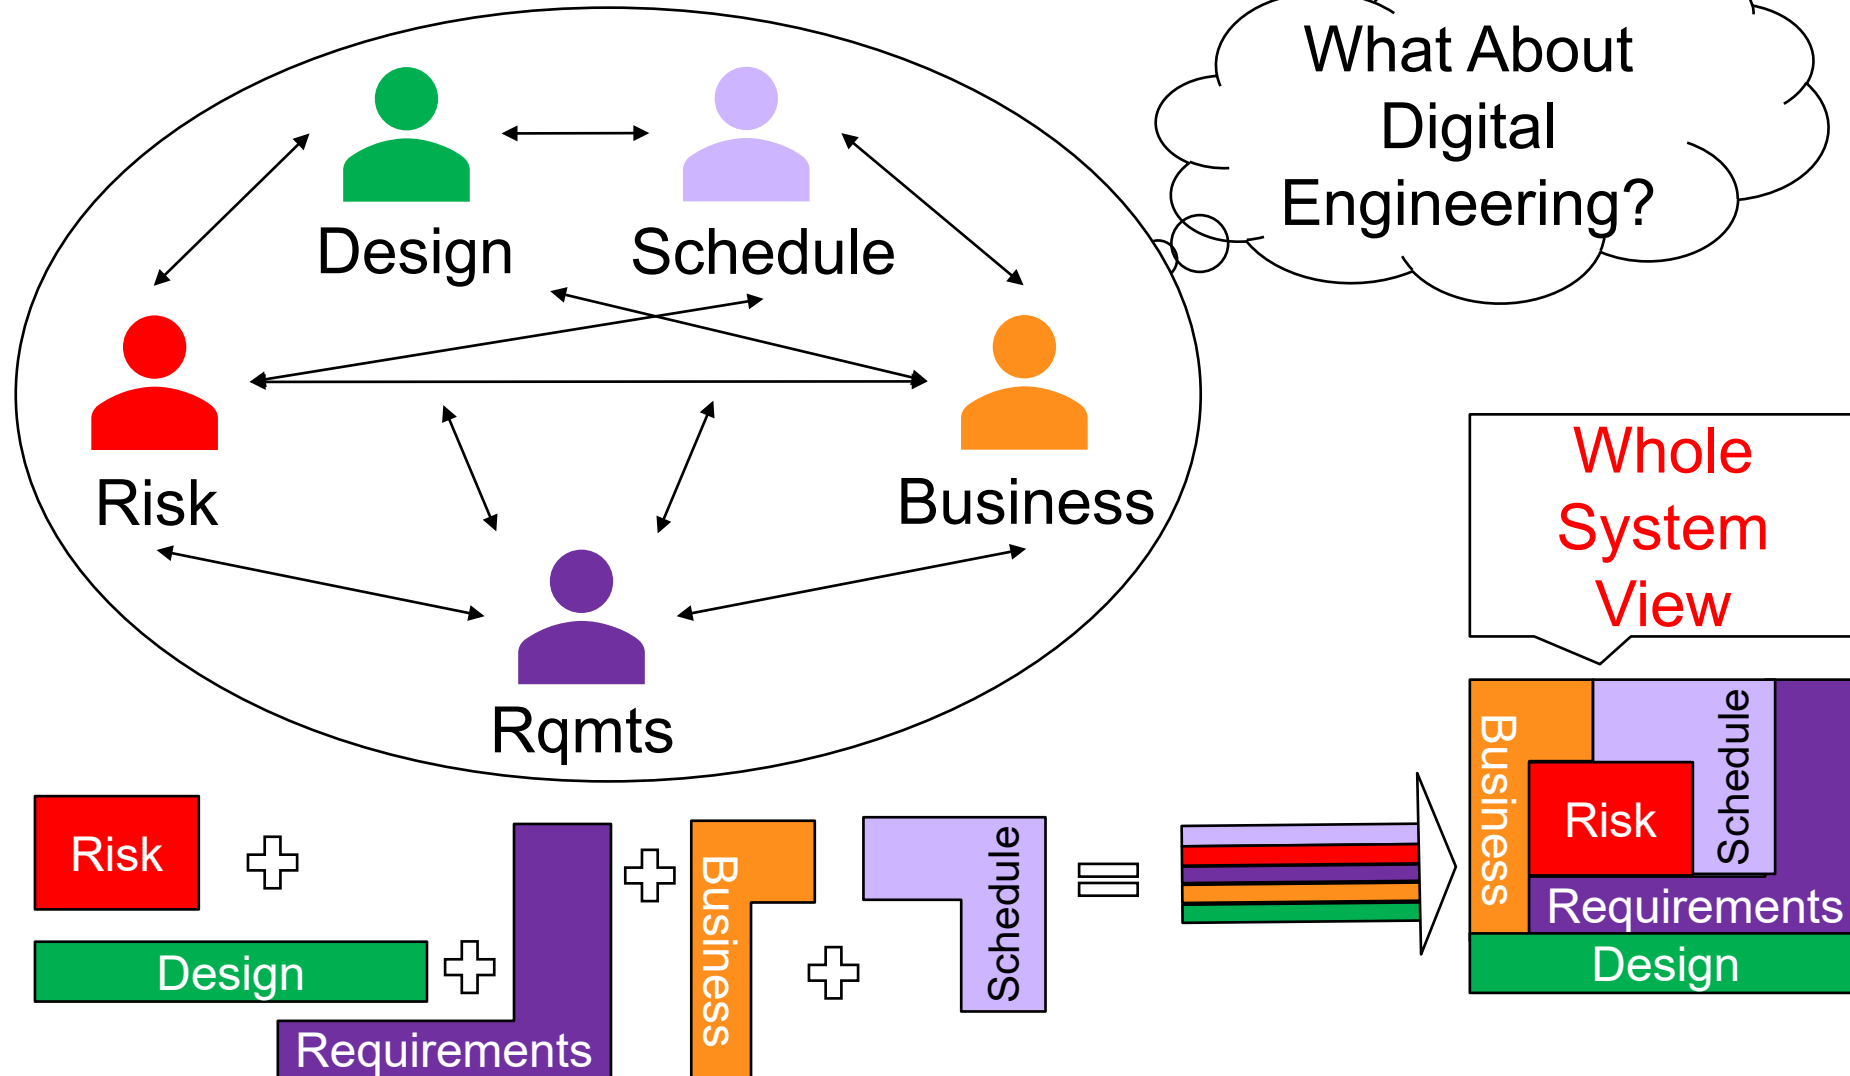 What About
Digital
Engineering?
Design
Schedule
Risk
Business
Rqmts
Whole
System
View
Risk
Design
Requirements
Business
Schedule
Business
Schedule
Risk
Requirements
Design